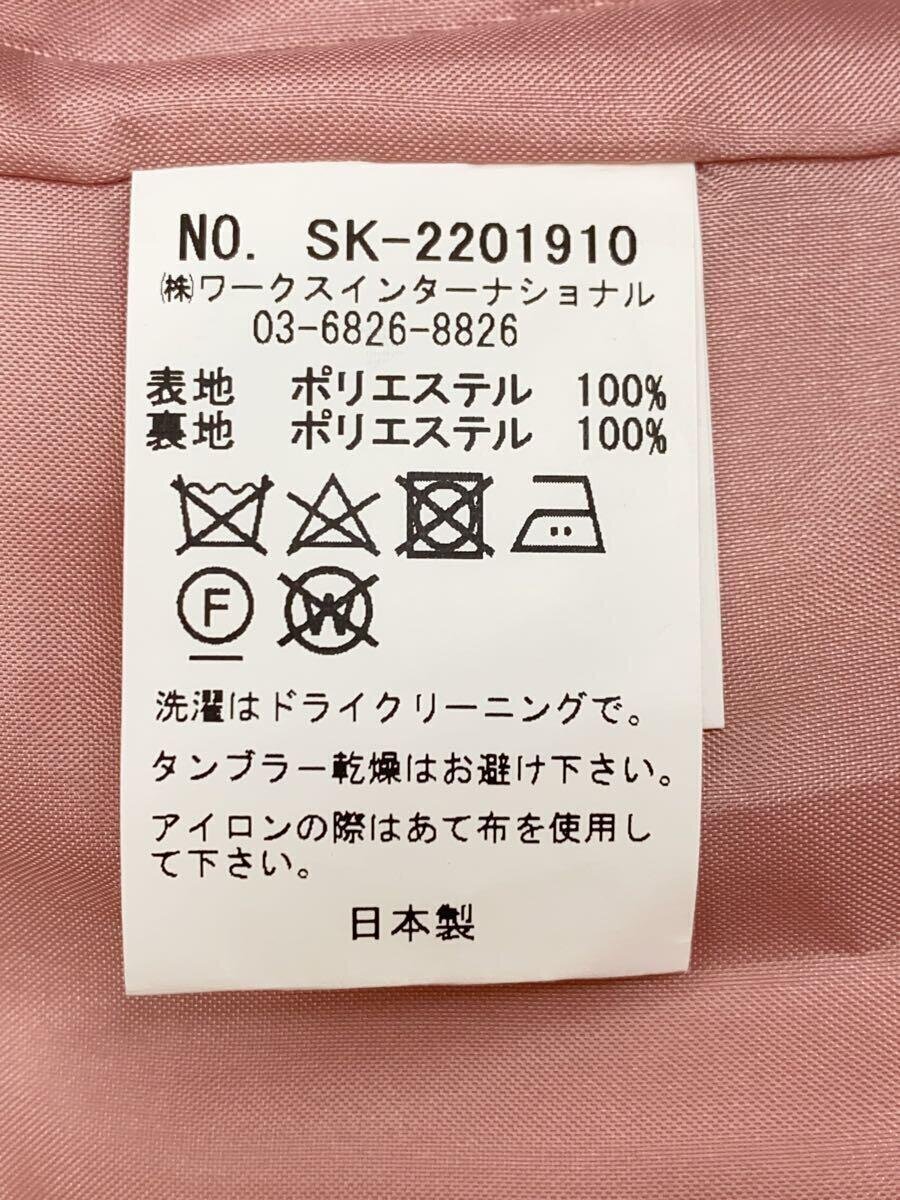 NO. SK-2201910
㈱ワークスインターナショナル
03-6826-8826
表地 ポリエステル 100%
裏地 ポリエステル 100%
F W
洗濯はドライクリーニングで。
タンブラー乾燥はお避け下さい。
アイロンの際はあて布を使用し
て下さい。
日本製